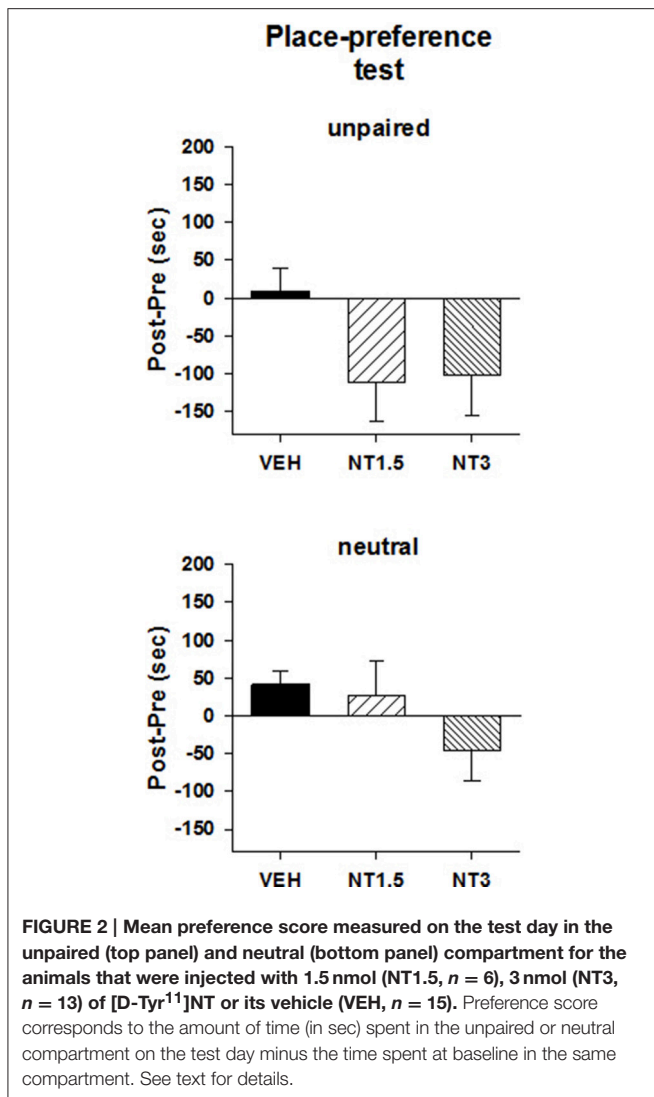 Place-preference
test
unpaired
200
150
100
50
0
-50
-100
-150
Post-Pre (sec)
VEH NT1.5 NT3
neutral
200
150
100
50
0
-50
-100
-150
Post-Pre (sec)
VEH NT1.5 NT3
FIGURE 2 | Mean preference score measured on the test day in the
unpaired (top panel) and neutral (bottom panel) compartment for the
animals that were injected with 1.5 nmol (NT1.5, n = 6), 3 nmol (NT3,
n = 13) of [D-Tyr¹¹]NT or its vehicle (VEH, n = 15). Preference score
corresponds to the amount of time (in sec) spent in the unpaired or neutral
compartment on the test day minus the time spent at baseline in the same
compartment. See text for details.